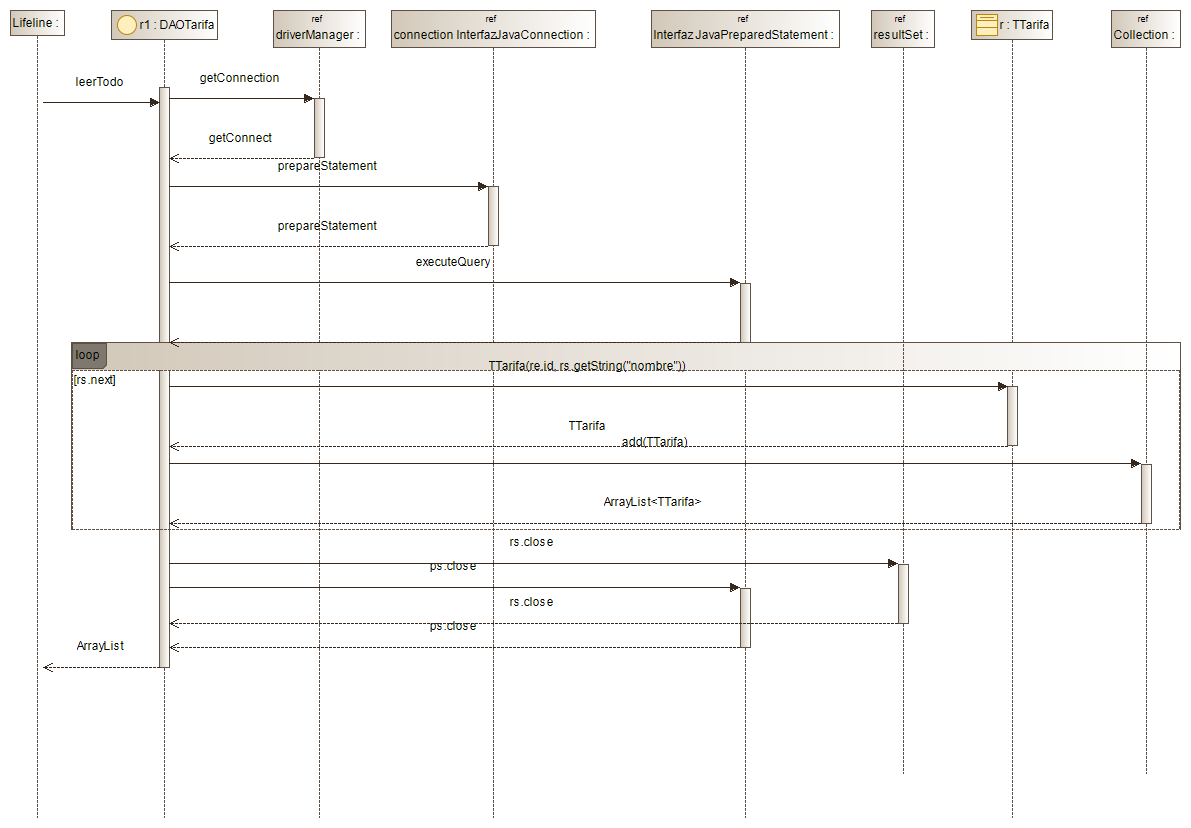 Lifeline :
r1 : DAOTarifa
ref
driverManager :
ref
connection InterfazJavaConnection :
ref
InterfazJavaPreparedStatement :
ref
resultSet :
r : TTarifa
ref
Collection :
leerTodo
getConnection
getConnect
prepareStatement
prepareStatement
executeQuery
loop
TTarifa(re.id, rs.getString("nombre"))
[rs.next]
TTarifa
add(TTarifa)
ArrayList<TTarifa>
rs.close
ps.close
rs.close
ps.close
ArrayList